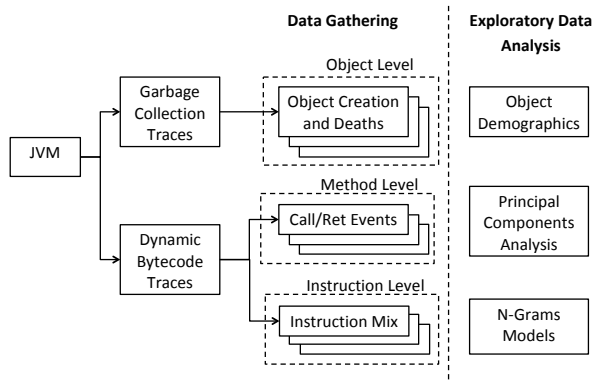 Data Gathering
Exploratory Data
Analysis
Object Level
Garbage
Collection
Traces
Object Creation
and Deaths
Object
Demographics
JVM
Method Level
Call/Ret Events
Principal
Components
Analysis
Dynamic
Bytecode
Traces
Instruction Level
Instruction Mix
N-Grams
Models